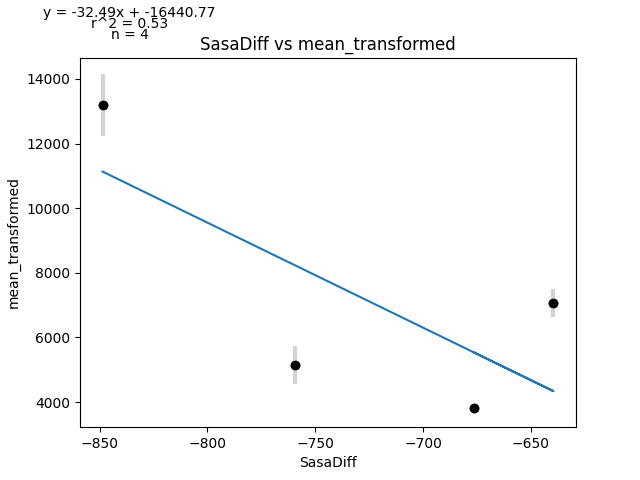 y = -32.49x + -16440.77
r^2 = 0.53
n = 4
SasaDiff vs mean_transformed
14000
12000
10000
8000
6000
4000
mean_transformed
−850
−800
−750
−700
−650
SasaDiff